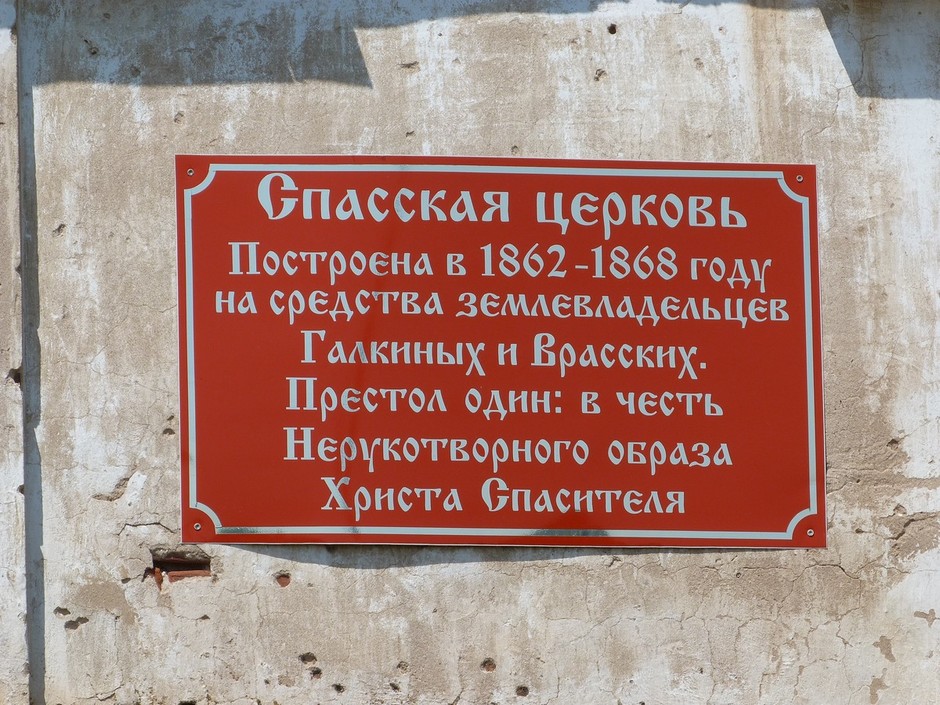 Спасская церковь
Построена в 1862-1868 году
на средства землевладельцев
Галкиных и Врасских.
Престол один: в честь
Нерукотворного образа
Христа Спасителя